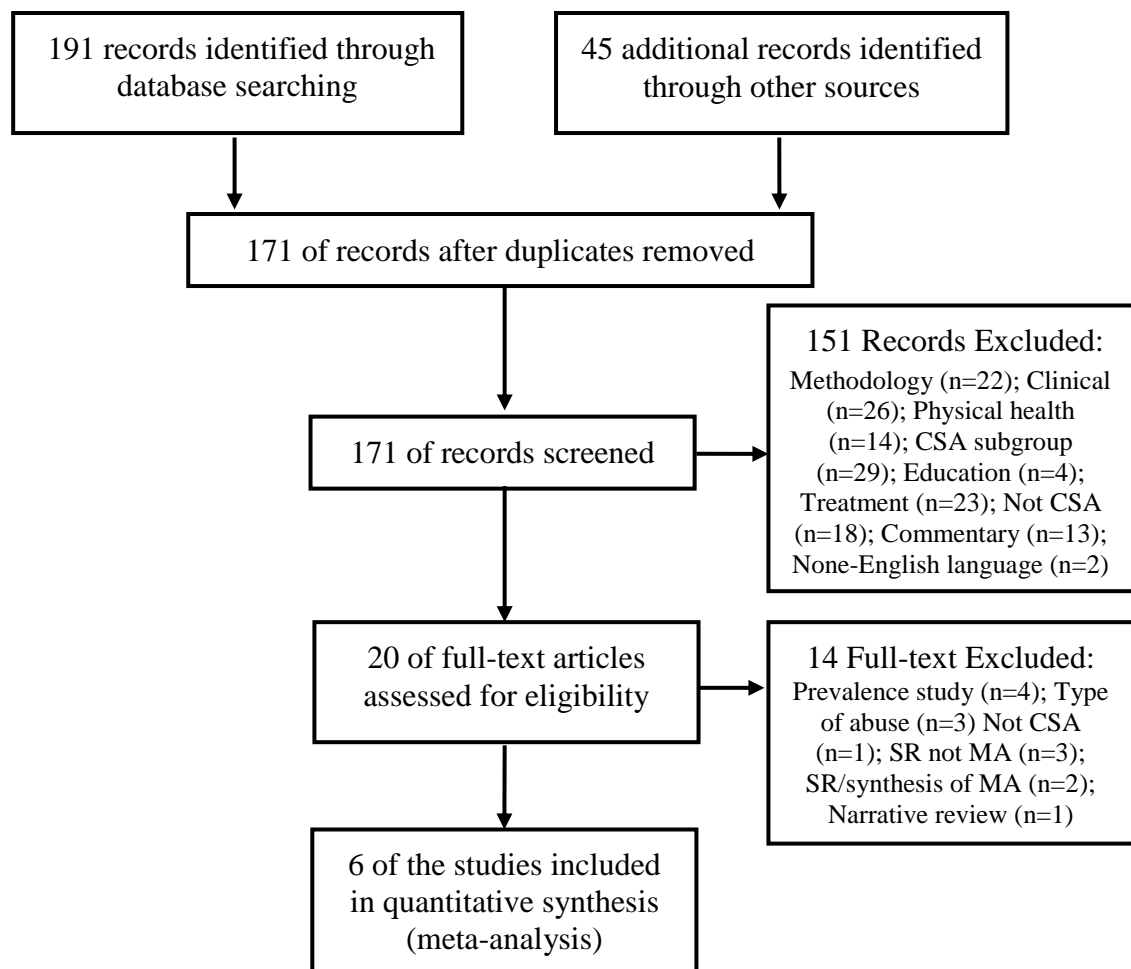 191 records identified through
database searching
45 additional records identified
through other sources
171 of records after duplicates removed
171 of records screened
151 Records Excluded:
Methodology (n=22); Clinical
(n=26); Physical health
(n=14); CSA subgroup
(n=29); Education (n=4);
Treatment (n=23); Not CSA
(n=18); Commentary (n=13);
None-English language (n=2)
20 of full-text articles
assessed for eligibility
14 Full-text Excluded:
Prevalence study (n=4); Type
of abuse (n=3) Not CSA
(n=1); SR not MA (n=3);
SR/synthesis of MA (n=2);
Narrative review (n=1)
6 of the studies included
in quantitative synthesis
(meta-analysis)